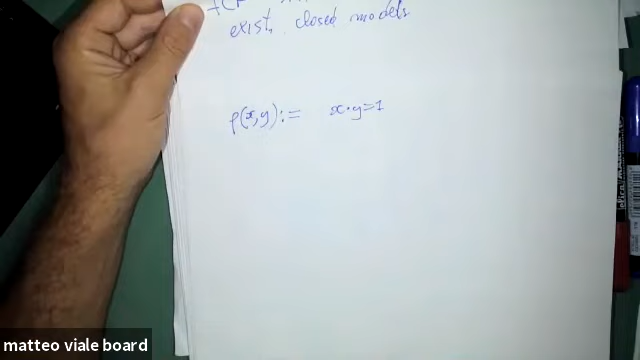 exist. closed models
φ(x,y):= x·y=1
matteo viale board